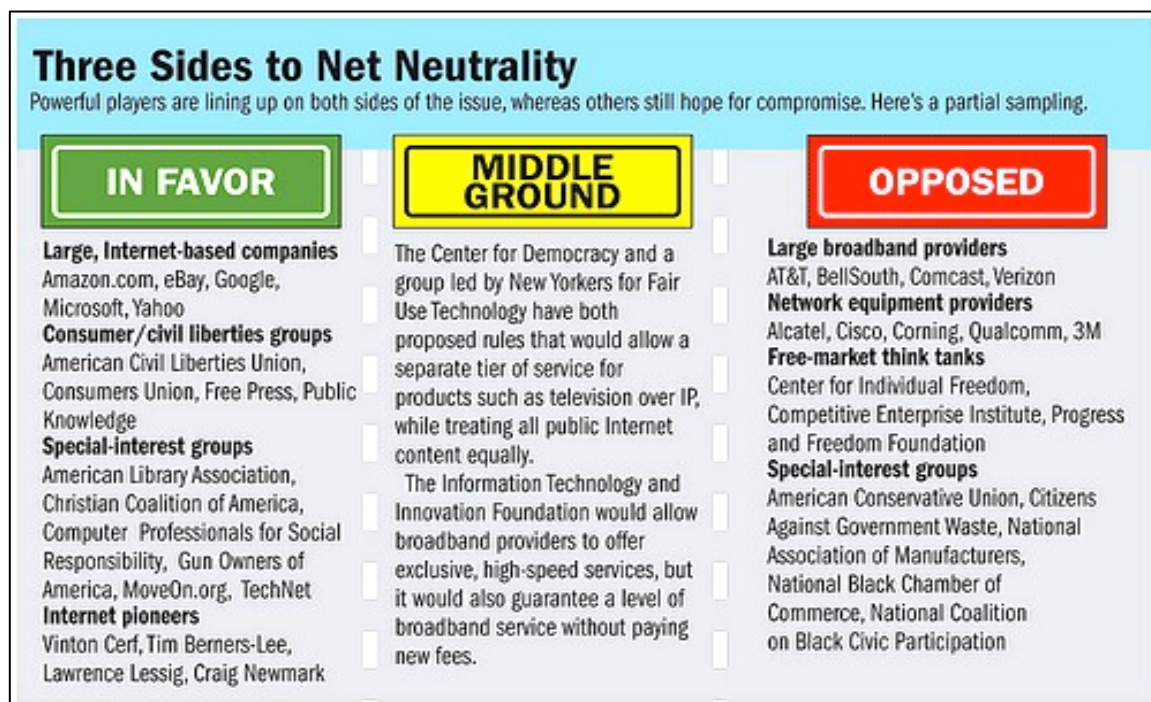 Three Sides to Net Neutrality
Powerful players are lining up on both sides of the issue, whereas others still hope for compromise. Here's a partial sampling.
IN FAVOR
Large, Internet-based companies
Amazon.com, eBay, Google,
Microsoft, Yahoo
Consumer/civil liberties groups
American Civil Liberties Union,
Consumers Union, Free Press, Public
Knowledge
Special-interest groups
American Library Association,
Christian Coalition of America,
Computer Professionals for Social
Responsibility, Gun Owners of
America, MoveOn.org, TechNet
Internet pioneers
Vinton Cerf, Tim Berners-Lee,
Lawrence Lessig, Craig Newmark
MIDDLE
GROUND
The Center for Democracy and a
group led by New Yorkers for Fair
Use Technology have both
proposed rules that would allow a
separate tier of service for
products such as television over IP,
while treating all public Internet
content equally.
The Information Technology and
Innovation Foundation would allow
broadband providers to offer
exclusive, high-speed services, but
it would also guarantee a level of
broadband service without paying
new fees.
OPPOSED
Large broadband providers
AT&T, BellSouth, Comcast, Verizon
Network equipment providers
Alcatel, Cisco, Corning, Qualcomm, 3M
Free-market think tanks
Center for Individual Freedom,
Competitive Enterprise Institute, Progress
and Freedom Foundation
Special-interest groups
American Conservative Union, Citizens
Against Government Waste, National
Association of Manufacturers,
National Black Chamber of
Commerce, National Coalition
on Black Civic Participation